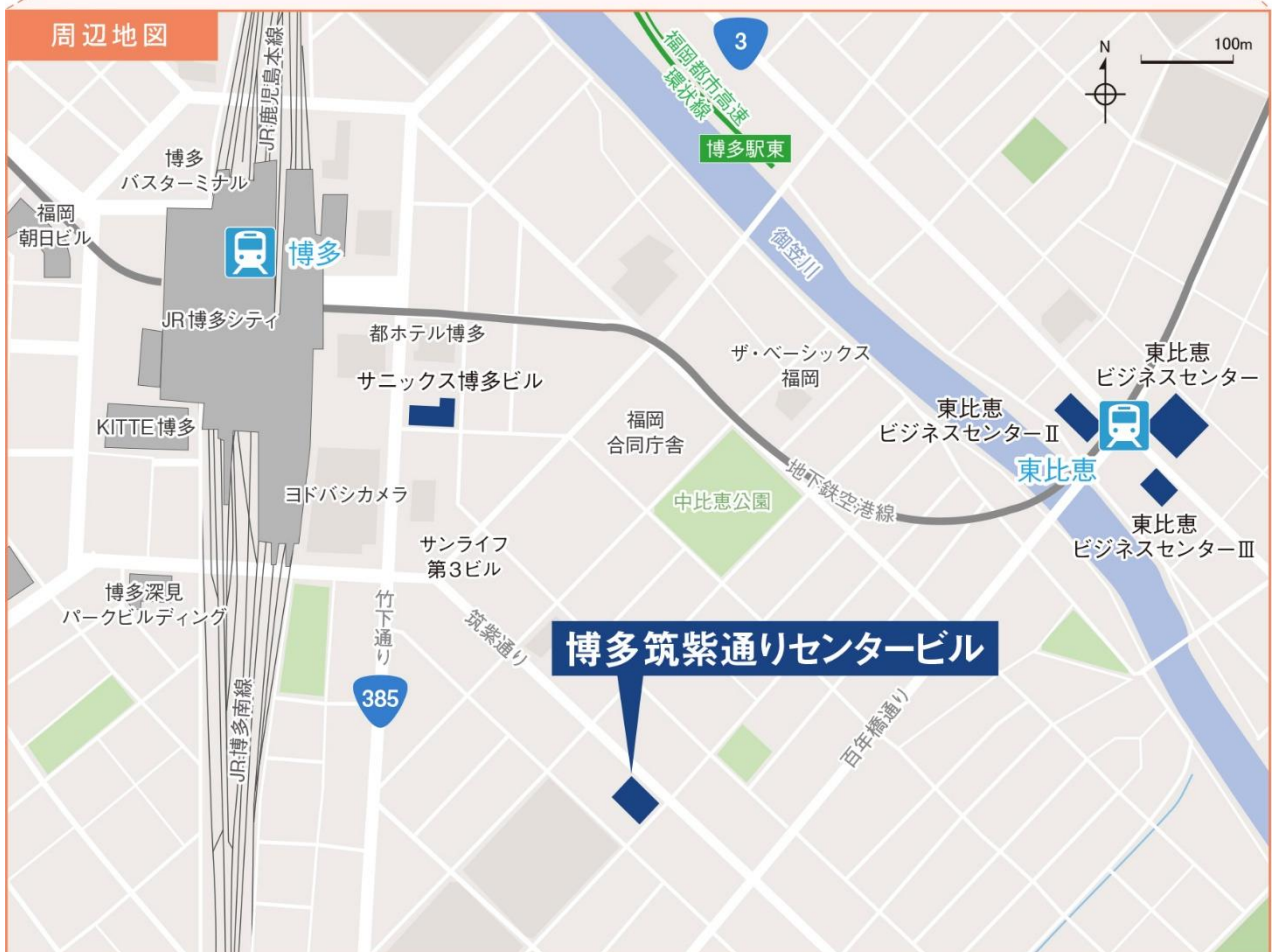 周辺地図
JR鹿児島本線
福岡都市高速
環状線
3
N
100m
博多駅東
博多
バスターミナル
福岡
朝日ビル
博多
御笠川
JR博多シティ
都ホテル博多
サニックス博多ビル
ザ・ベーシックス
福岡
東比恵
ビジネスセンター
東比恵
ビジネスセンターⅡ
KITTE博多
福岡
合同庁舎
東比恵
地下鉄空港線
中比恵公園
ヨドバシカメラ
東比恵
ビジネスセンターⅢ
サンライフ
第3ビル
博多深見
パークビルディング
竹下通り
筑紫通り
博多筑紫通りセンタービル
385
JR博多南線
百年橋通り